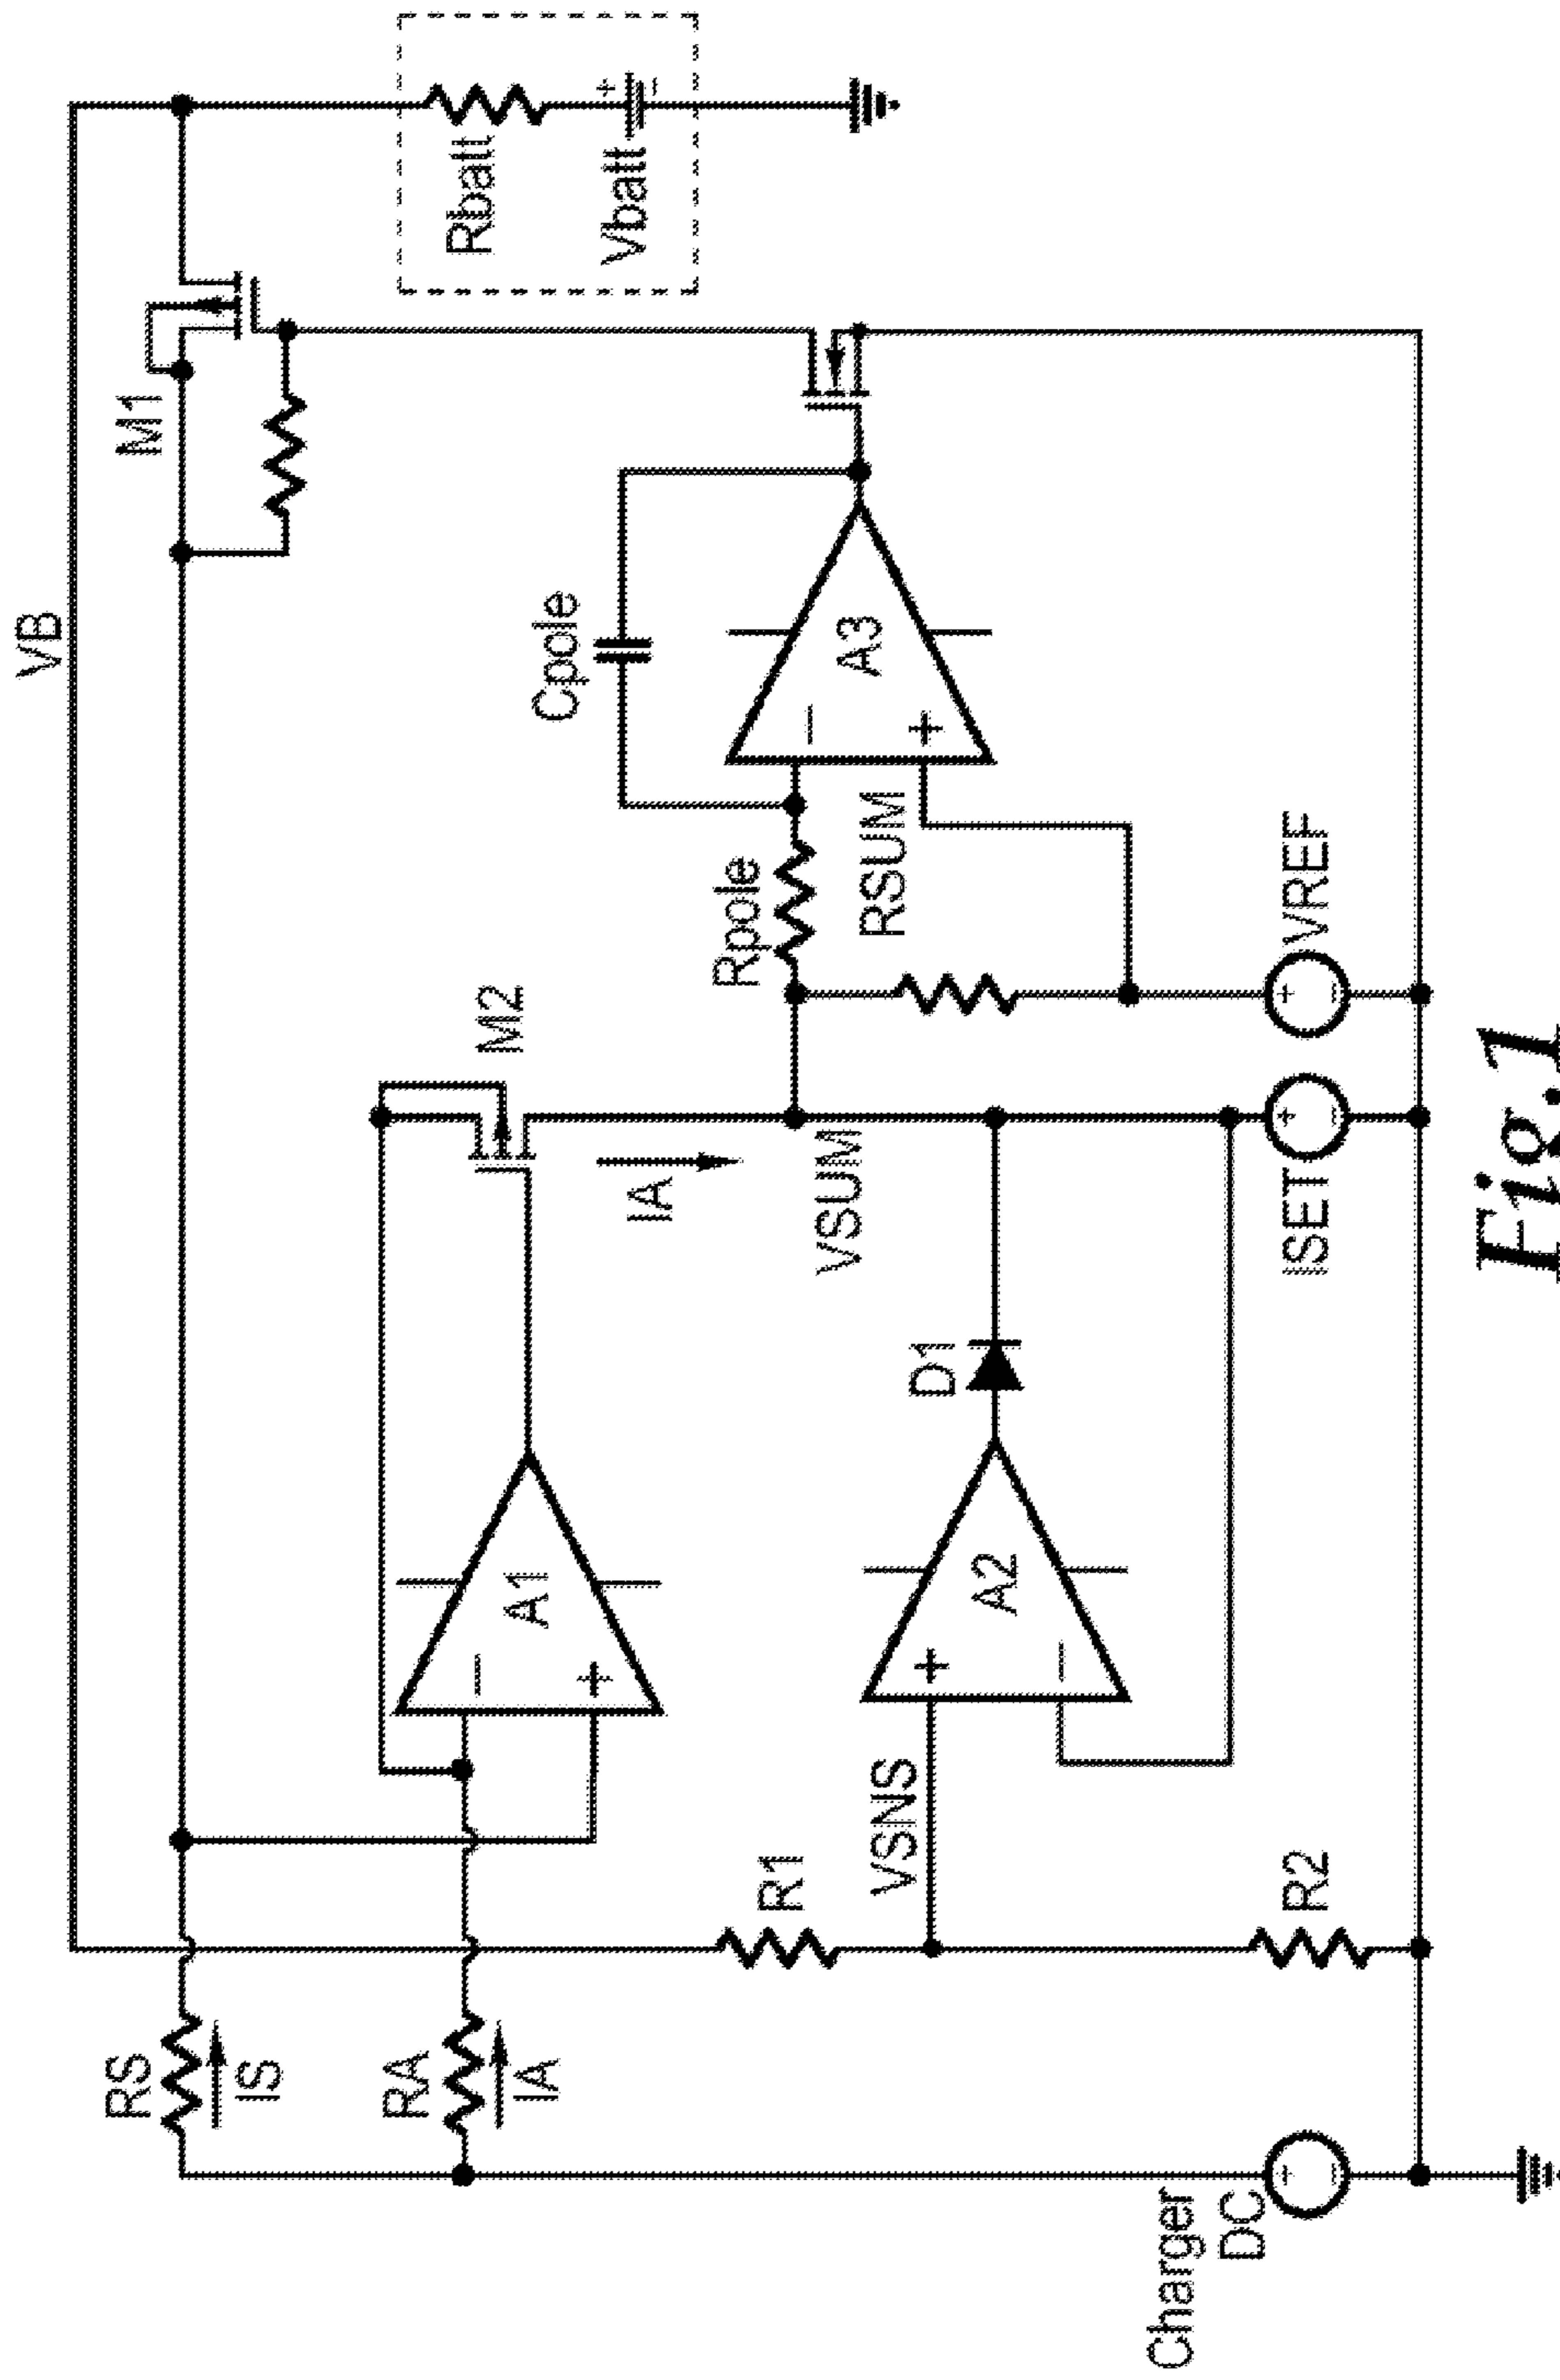 VB
RS
IS
RA
IA
M1
Rbatt
+
Vbatt
−
M2
IA
A1
−
+
Cpole
Rpole
RSUM
A3
−
+
VSUM
R1
VSNS
A2
+
−
D1
R2
Charger
DC
+
−
ISET
+
−
VREF
+
−
Fig.1